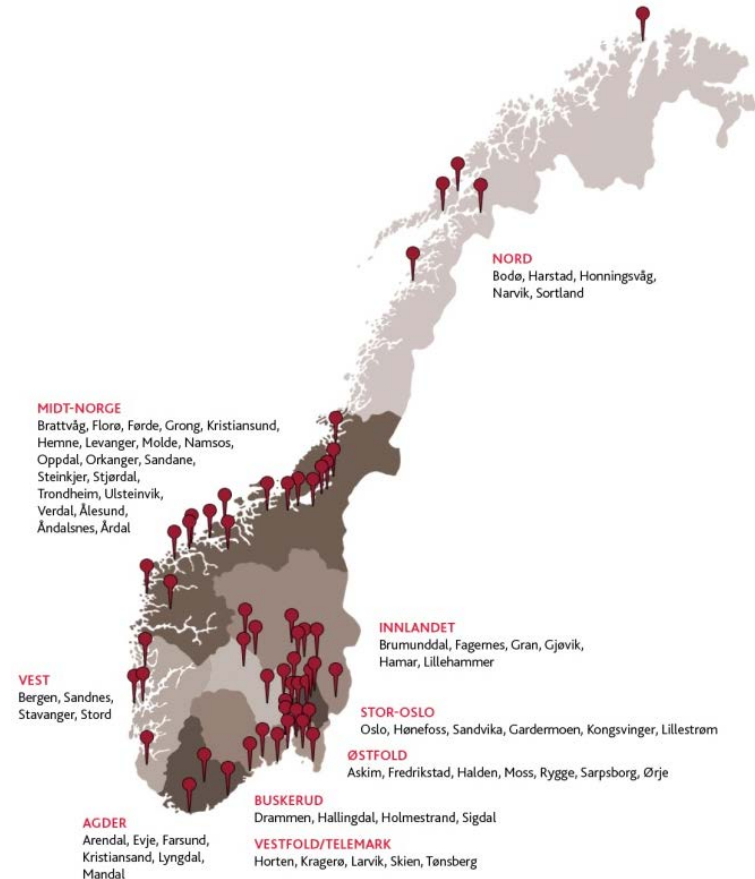 NORD
Bodø, Harstad, Honningsvåg,
Narvik, Sortland
MIDT-NORGE
Brattvåg, Florø, Førde, Grong, Kristiansund,
Hemne, Levanger, Molde, Namsos,
Oppdal, Orkanger, Sandane,
Steinkjer, Stjørdal,
Trondheim, Ulsteinvik,
Verdal, Ålesund,
Åndalsnes, Årdal
INNLANDET
Brumunddal, Fagernes, Gran, Gjøvik,
Hamar, Lillehammer
VEST
Bergen, Sandnes,
Stavanger, Stord
STOR-OSLO
Oslo, Hønefoss, Sandvika, Gardermoen, Kongsvinger, Lillestrøm
ØSTFOLD
Askim, Fredrikstad, Halden, Moss, Rygge, Sarpsborg, Ørje
BUSKERUD
Drammen, Hallingdal, Holmestrand, Sigdal
AGDER
Arendal, Evje, Farsund,
Kristiansand, Lyngdal,
Mandal
VESTFOLD/TELEMARK
Horten, Kragerø, Larvik, Skien, Tønsberg